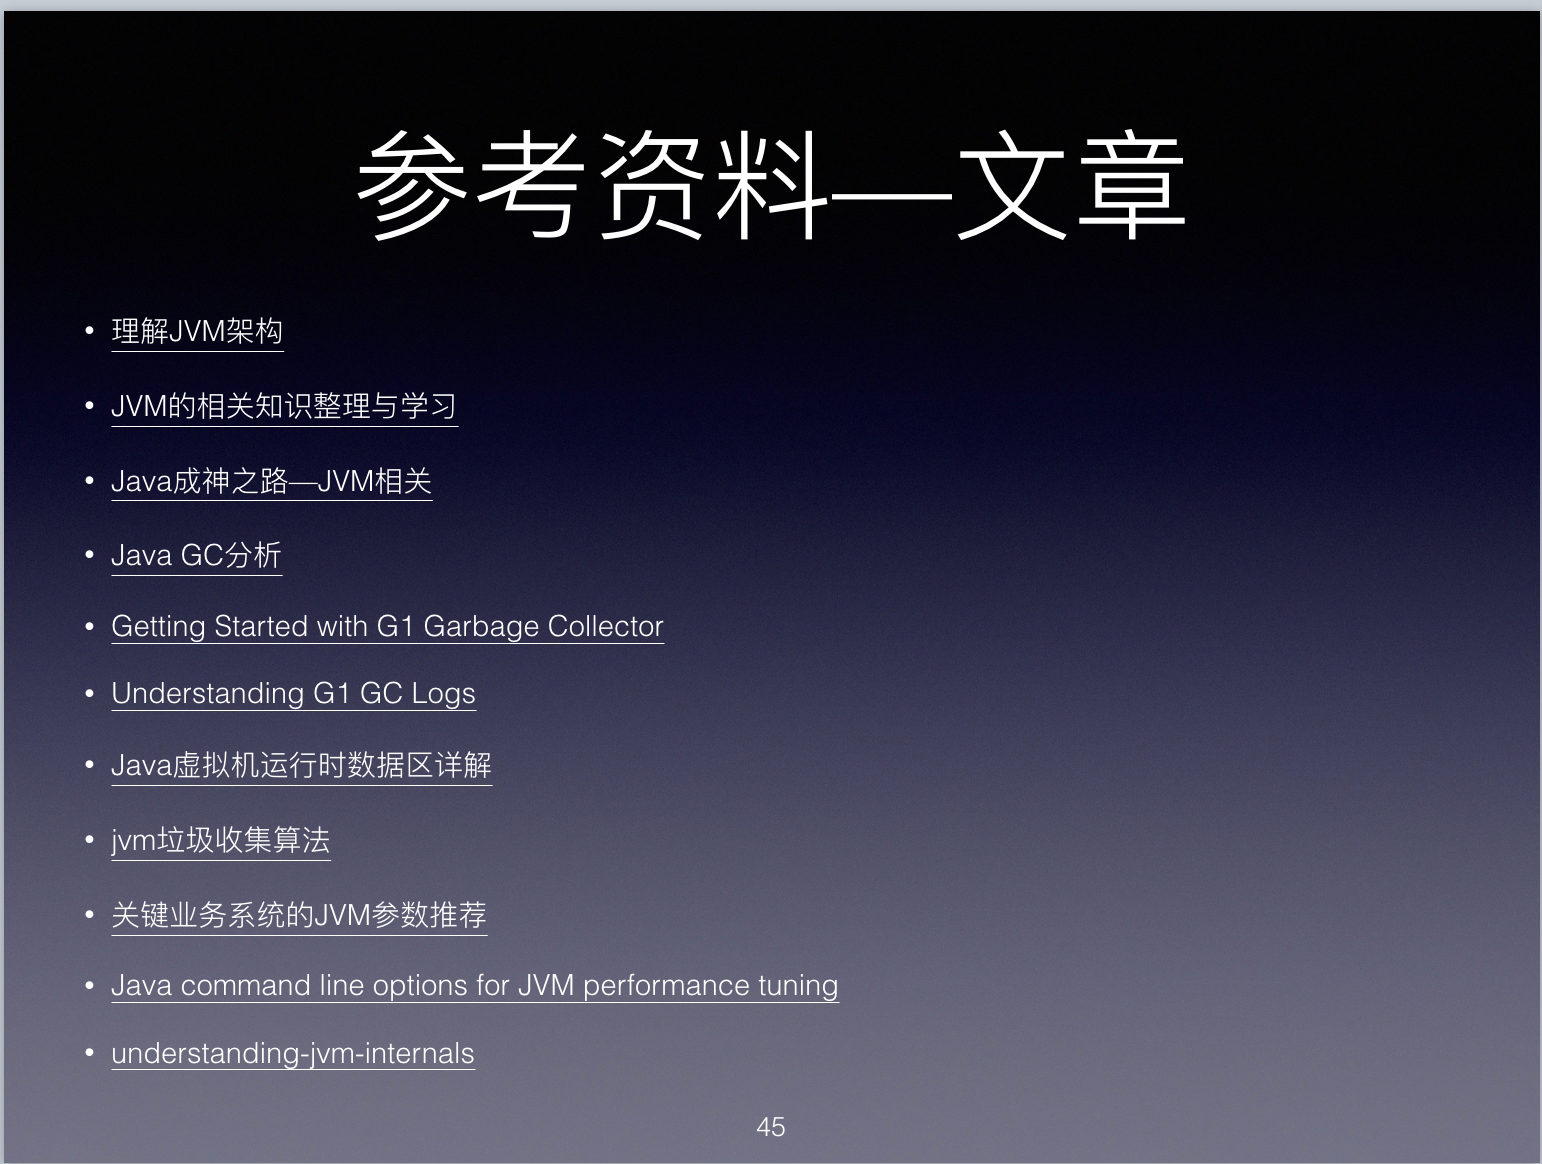 参考资料—文章
• 理解JVM架构
• JVM的相关知识整理与学习
• Java成神之路—JVM相关
• Java GC分析
• Getting Started with G1 Garbage Collector
• Understanding G1 GC Logs
• Java虚拟机运行时数据区详解
• jvm垃圾收集算法
• 关键业务系统的JVM参数推荐
• Java command line options for JVM performance tuning
• understanding-jvm-internals
45